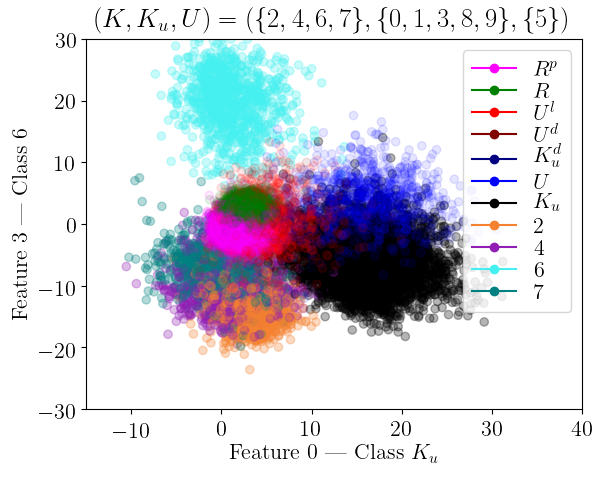 (K, K_u, U) = ({2, 4, 6, 7}, {0, 1, 3, 8, 9}, {5})
30
20
10
0
−10
−20
−30
Feature 3 — Class 6
R^p
R
U^l
U^d
K_u^d
U
K_u
2
4
6
7
−10 0 10 20 30 40
Feature 0 — Class K_u